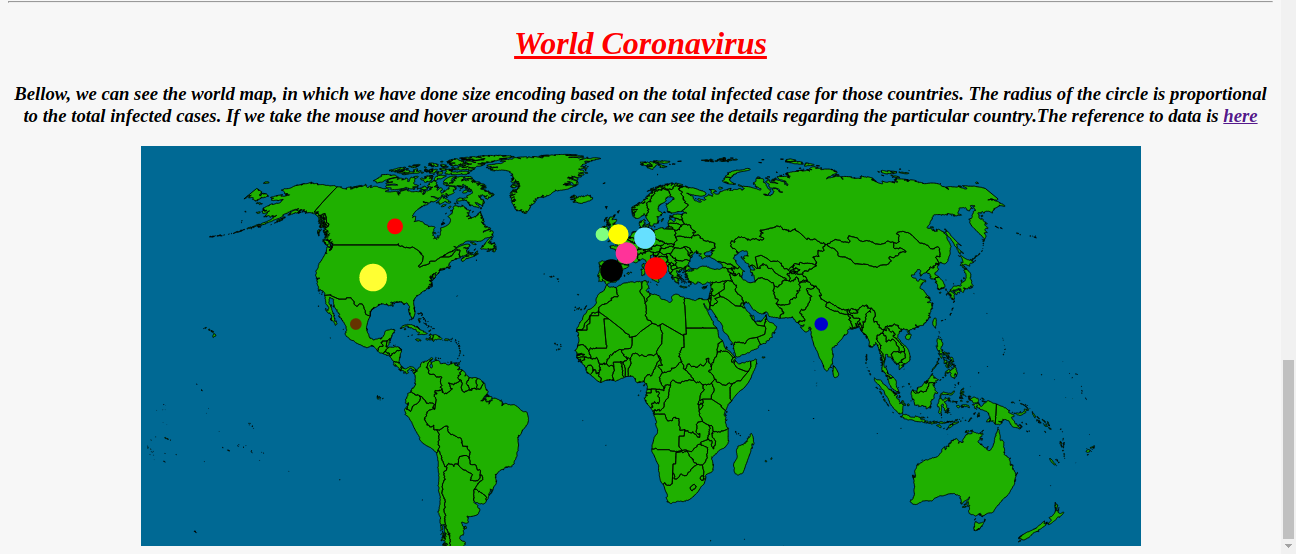 World Coronavirus
Bellow, we can see the world map, in which we have done size encoding based on the total infected case for those countries. The radius of the circle is proportional
to the total infected cases. If we take the mouse and hover around the circle, we can see the details regarding the particular country.The reference to data is here